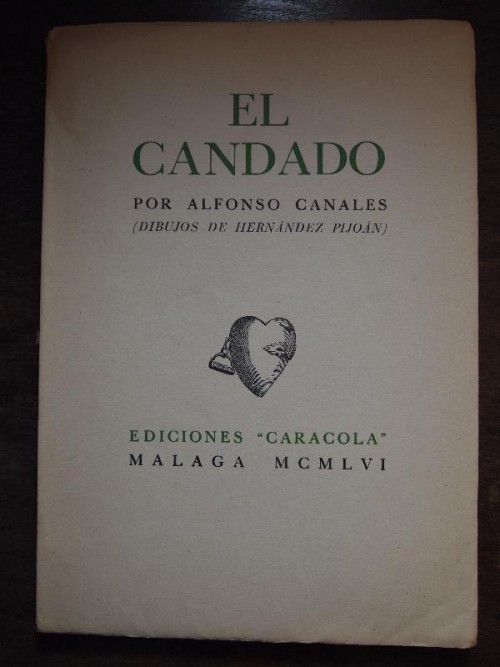 EL
CANDADO
POR ALFONSO CANALES
(DIBUJOS DE HERNÁNDEZ PIJOÁN)
EDICIONES "CARACOLA"
MALAGA MCMLVI